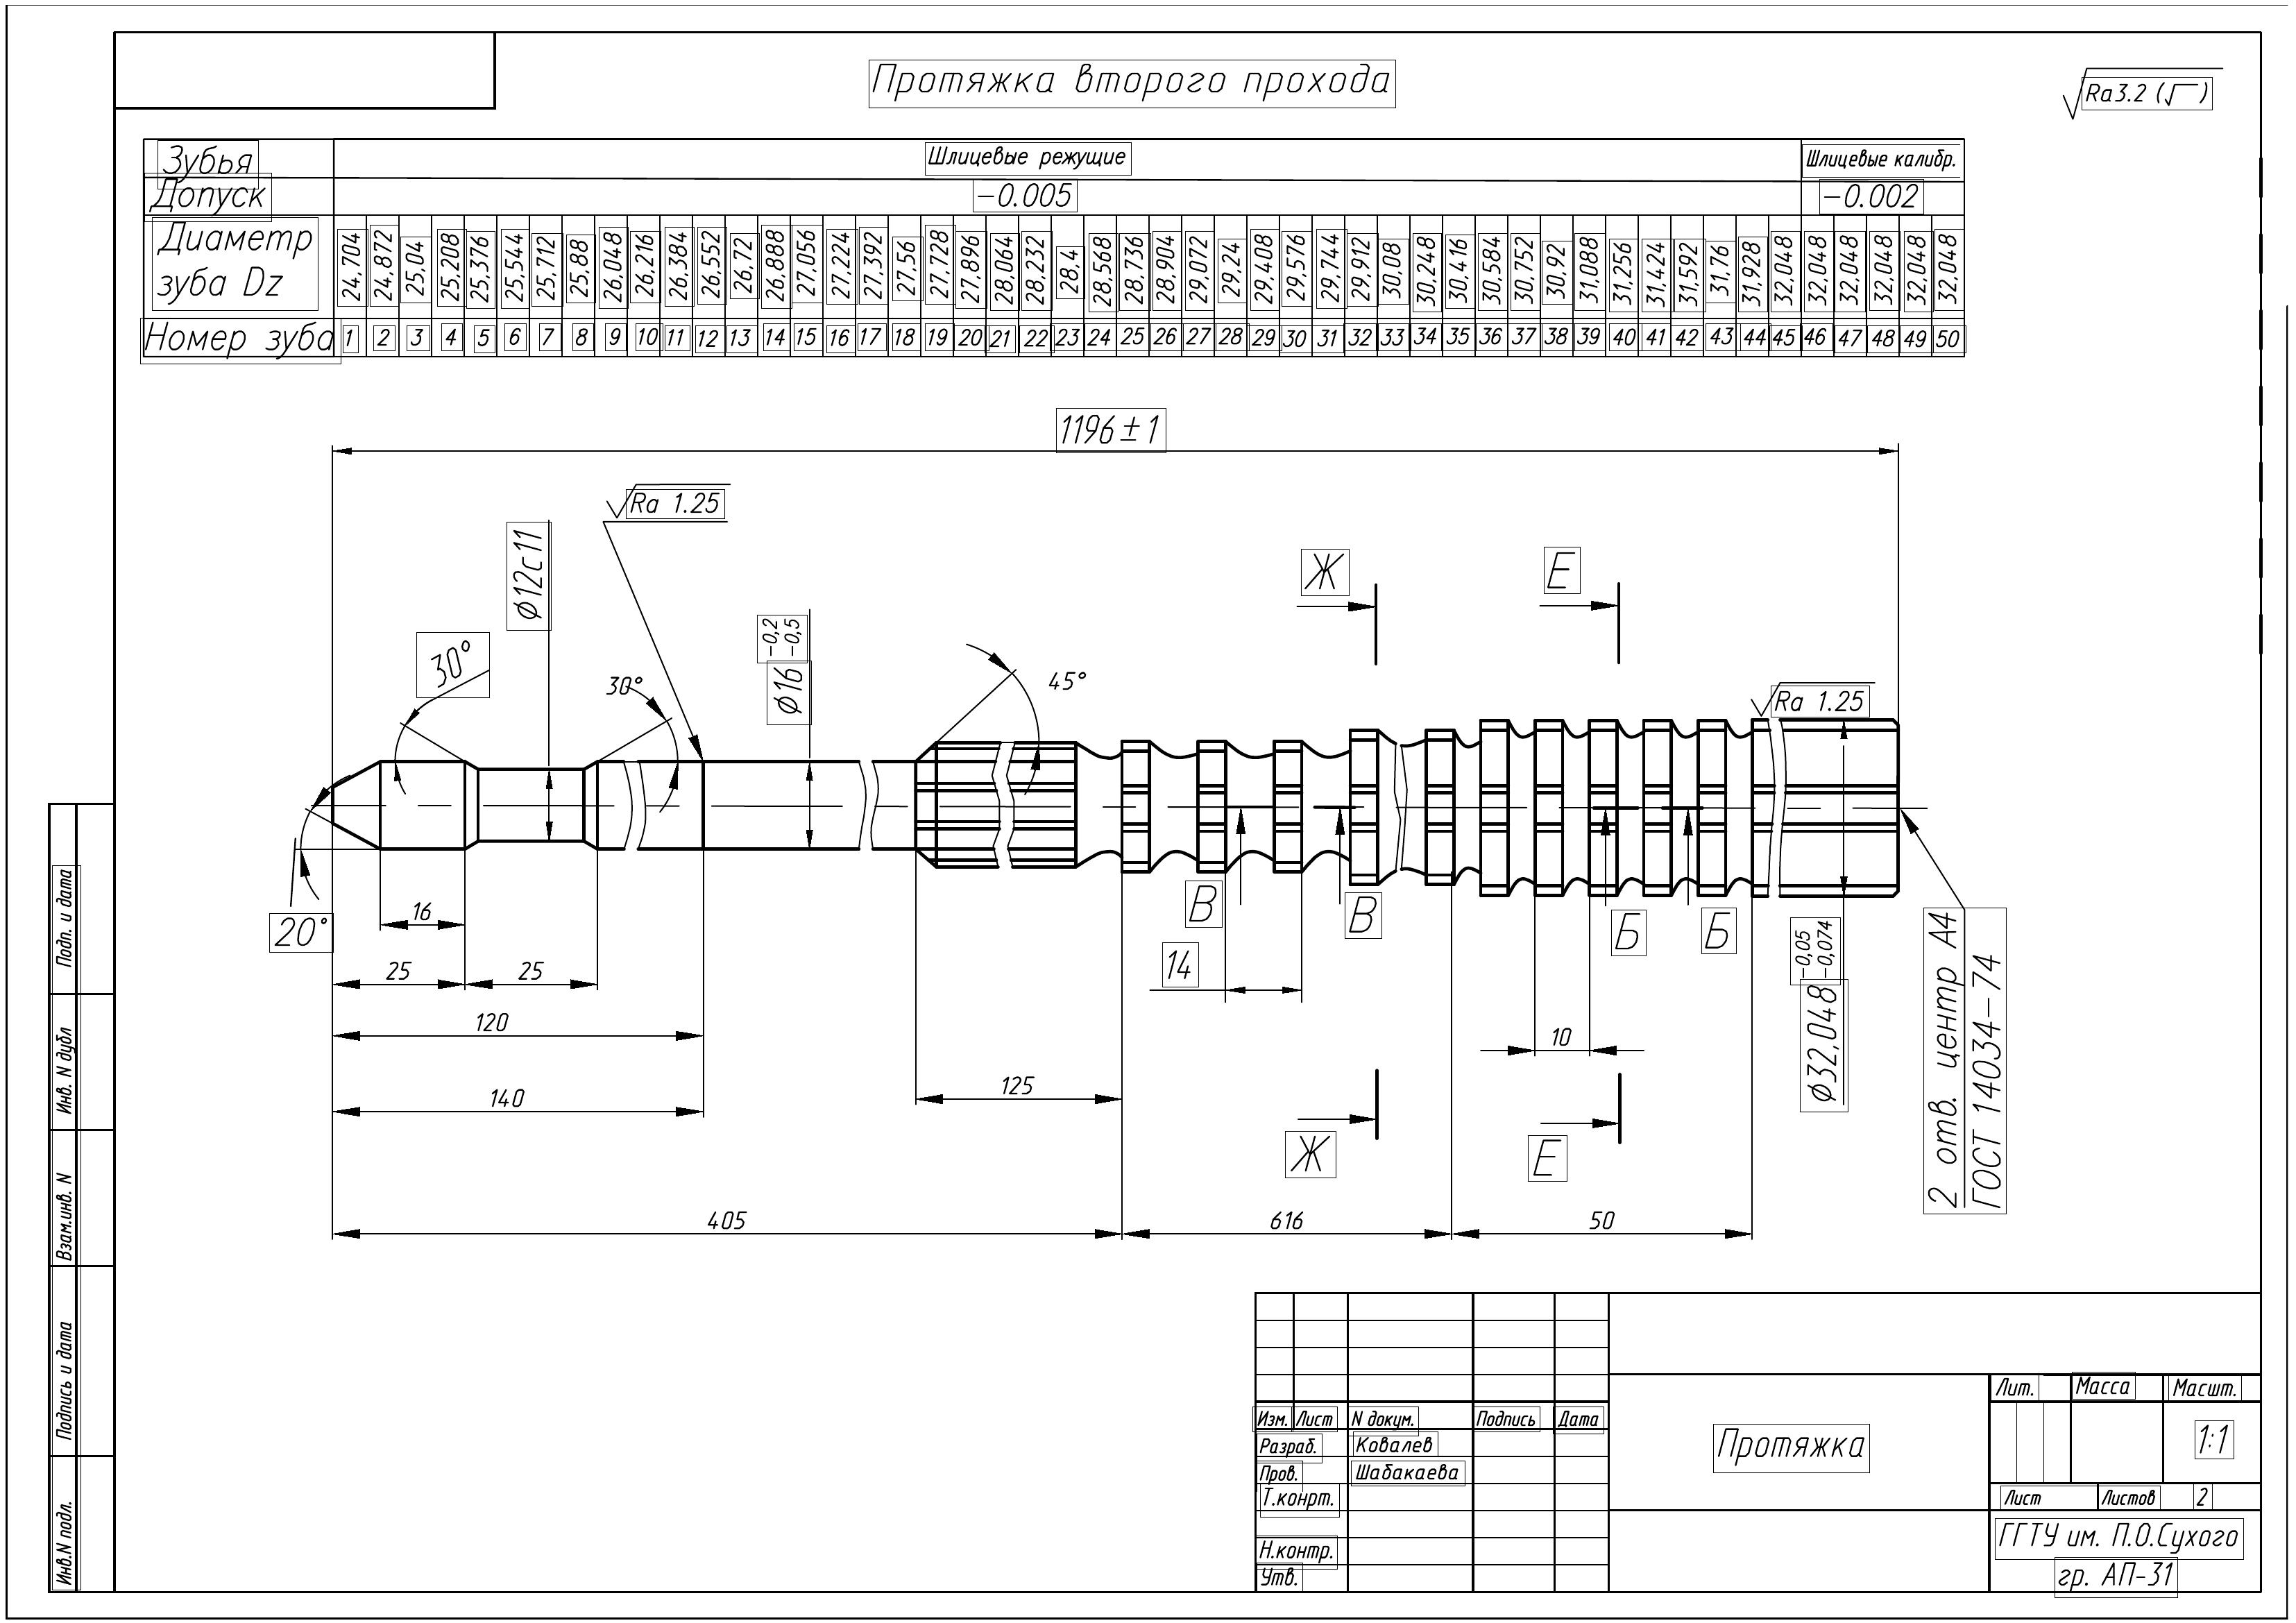 Протяжка второго прохода
Ra3.2 (√ )
Зубья Шлицевые режущие Шлицевые калибр.
Допуск -0.005 -0.002
Диаметр
зуба Dz
24,704 24,872 25,04 25,208 25,376 25,544 25,712 25,88 26,048 26,216 26,384 26,552 26,72 26,888 27,056 27,224 27,392 27,56 27,728 27,896 28,064 28,232 28,4 28,568 28,736 28,904 29,072 29,24 29,408 29,576 29,744 29,912 30,08 30,248 30,416 30,584 30,752 30,92 31,088 31,256 31,424 31,592 31,76 31,928 32,048 32,048 32,048 32,048 32,048 32,048
Номер зуба 1 2 3 4 5 6 7 8 9 10 11 12 13 14 15 16 17 18 19 20 21 22 23 24 25 26 27 28 29 30 31 32 33 34 35 36 37 38 39 40 41 42 43 44 45 46 47 48 49 50
1196±1
Ra 1.25
ϕ12с11
Ж
Е
ϕ16 -0,2 -0,5
30°
30°
45°
Ra 1.25
20°
16
25
25
120
140
125
В
В
14
Б
Б
10
ϕ32,048 -0,05 -0,074
2 отв. центр А4
ГОСТ 14034-74
Ж
Е
405
616
50
Подп. и дата
Инв. N дубл
Взам.инв. N
Подпись и дата
Инв.N подл.
Изм. Лист N докум. Подпись Дата
Разраб. Ковалев
Пров. Шабакаева
Т.конрт.
Н.контр.
Утв.
Протяжка
Лит. Масса Масшт.
1:1
Лист Листов 2
ГГТУ им. П.О.Сухого
гр. АП-31